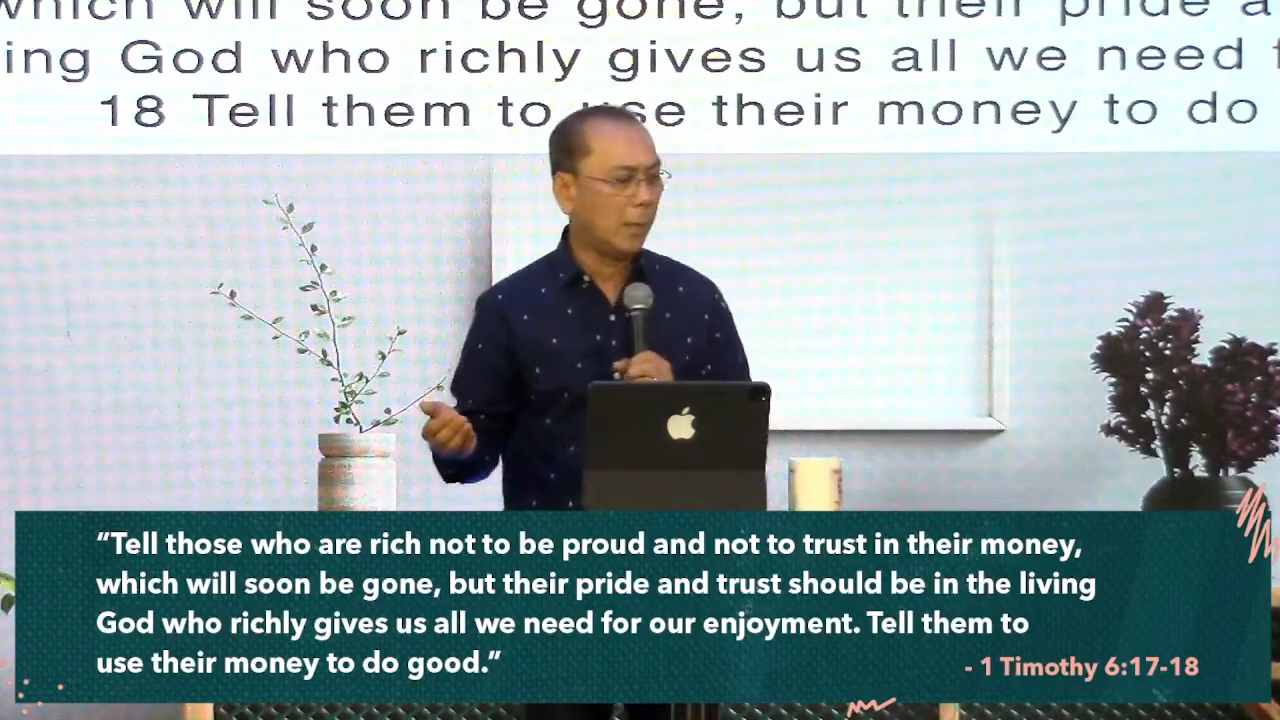 which will soon be gone, but their pride a
ing God who richly gives us all we need
18 Tell them to use their money to do
“Tell those who are rich not to be proud and not to trust in their money,
which will soon be gone, but their pride and trust should be in the living
God who richly gives us all we need for our enjoyment. Tell them to
use their money to do good.”
- 1 Timothy 6:17-18